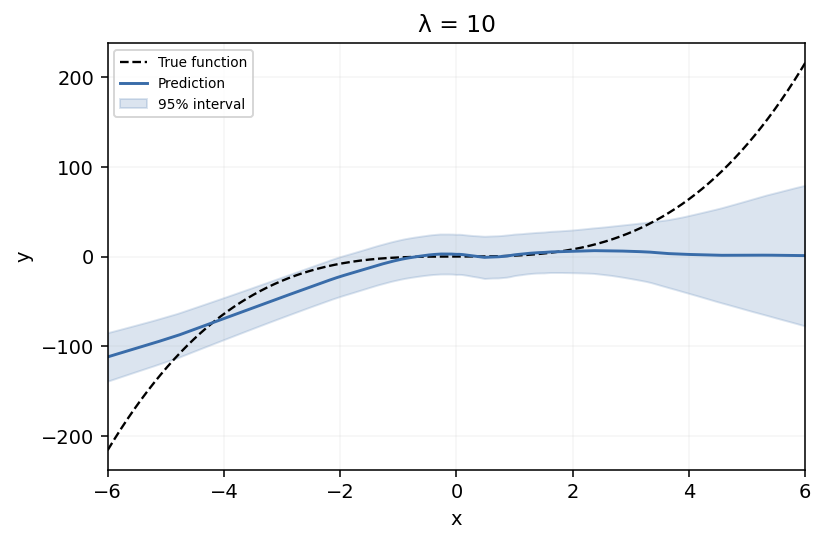 λ = 10
True function
Prediction
95% interval
y
200
100
0
−100
−200
−6 −4 −2 0 2 4 6
x